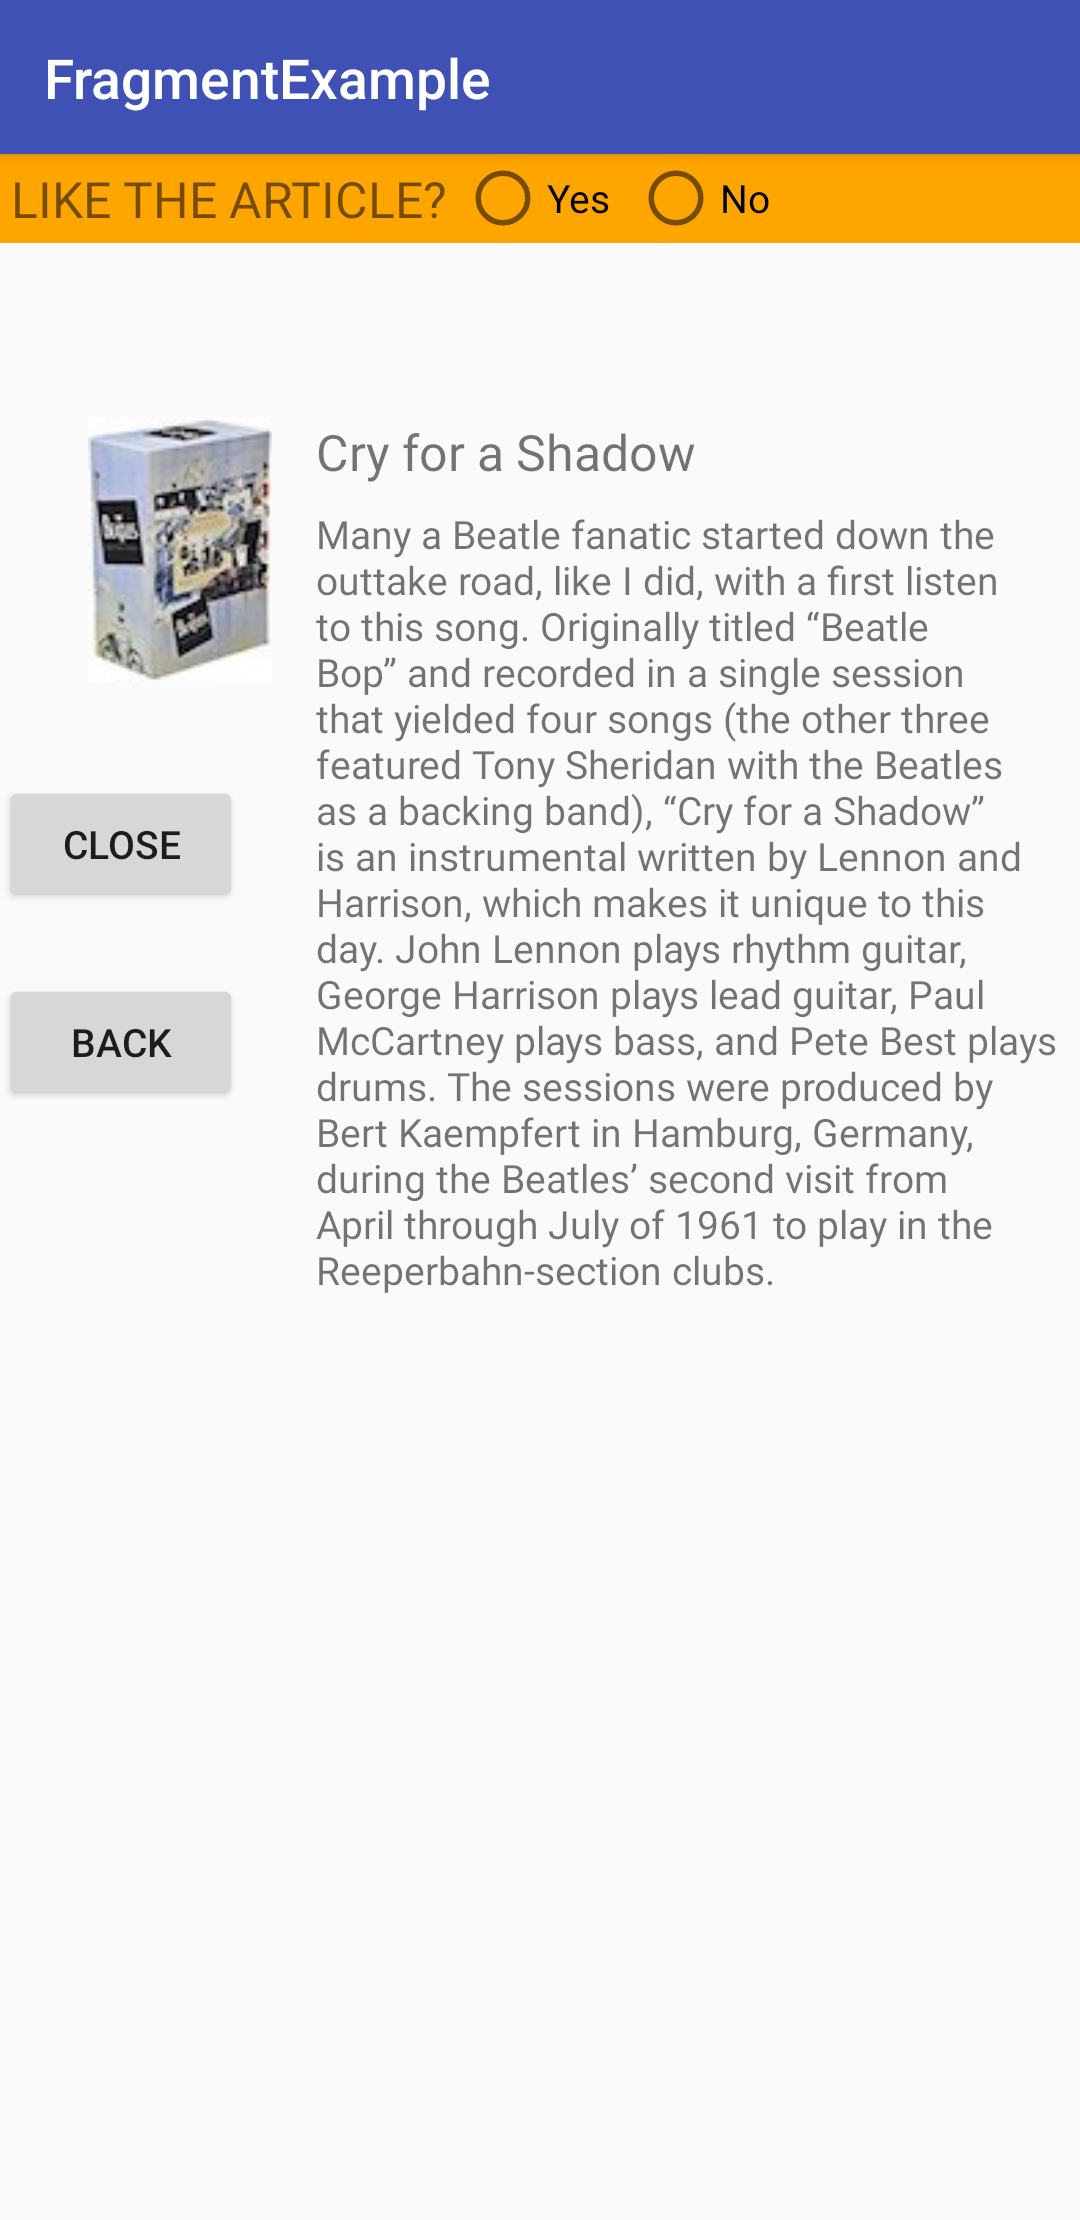 FragmentExample
LIKE THE ARTICLE? Yes No
Cry for a Shadow
Many a Beatle fanatic started down the
outtake road, like I did, with a first listen
to this song. Originally titled “Beatle
Bop” and recorded in a single session
that yielded four songs (the other three
featured Tony Sheridan with the Beatles
as a backing band), “Cry for a Shadow”
is an instrumental written by Lennon and
Harrison, which makes it unique to this
day. John Lennon plays rhythm guitar,
George Harrison plays lead guitar, Paul
McCartney plays bass, and Pete Best plays
drums. The sessions were produced by
Bert Kaempfert in Hamburg, Germany,
during the Beatles’ second visit from
April through July of 1961 to play in the
Reeperbahn-section clubs.
CLOSE
BACK